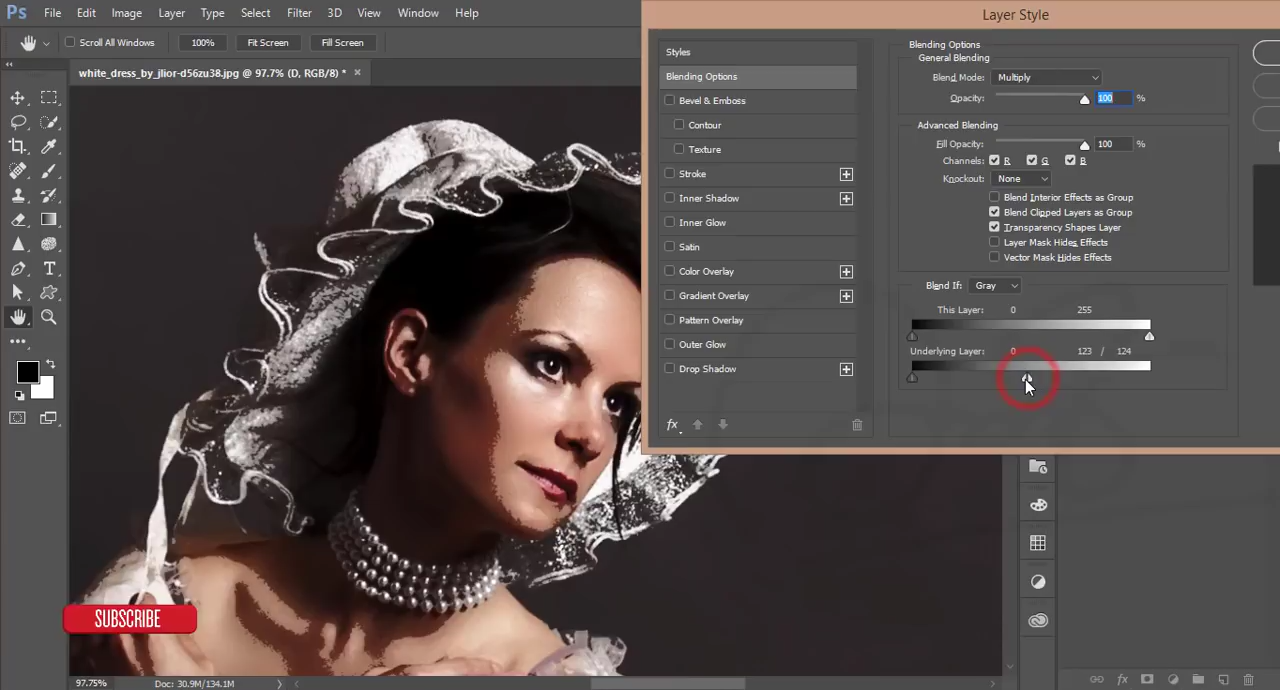 Ps File Edit Image Layer Type Select Filter 3D View Window Help
Layer Style
Scroll All Windows 100% Fit Screen Fill Screen
white_dress_by_jlior-d56zu38.jpg @ 97.7% (D, RGB/8) * ×
Styles
Blending Options
Bevel & Emboss
Contour
Texture
Stroke
Inner Shadow
Inner Glow
Satin
Color Overlay
Gradient Overlay
Pattern Overlay
Outer Glow
Drop Shadow
fx
Blending Options
General Blending
Blend Mode: Multiply
Opacity: 100 %
Advanced Blending
Fill Opacity: 100 %
Channels: R G B
Knockout: None
Blend Interior Effects as Group
Blend Clipped Layers as Group
Transparency Shapes Layer
Layer Mask Hides Effects
Vector Mask Hides Effects
Blend If: Gray
This Layer: 0 255
Underlying Layer: 0 123 / 124
SUBSCRIBE
97.75% Doc: 30.9M/134.1M
fx